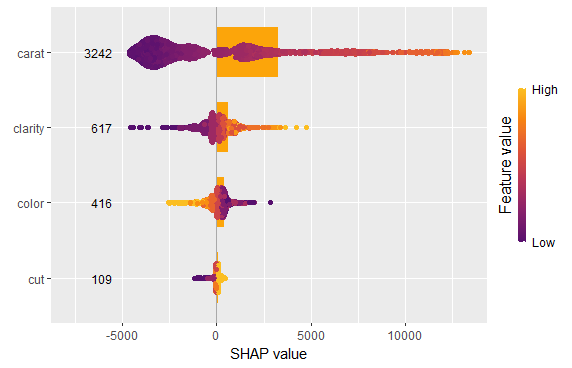 carat 3242
High
clarity 617
Feature value
color 416
Low
cut 109
-5000 0 5000 10000
SHAP value